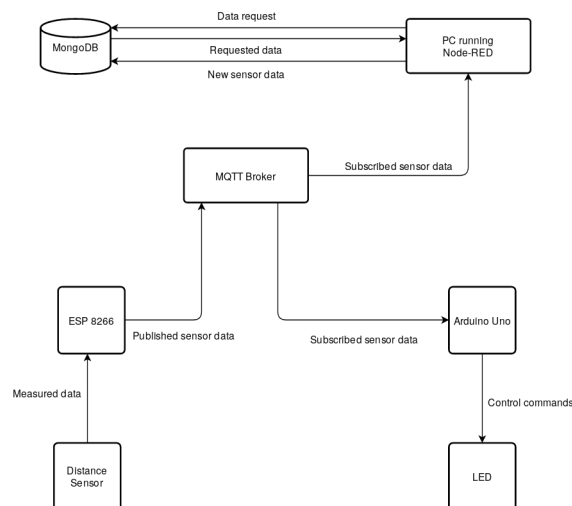 Data request
MongoDB
PC running
Node-RED
Requested data
New sensor data
Subscribed sensor data
MQTT Broker
ESP 8266
Arduino Uno
Published sensor data
Subscribed sensor data
Measured data
Control commands
Distance
Sensor
LED